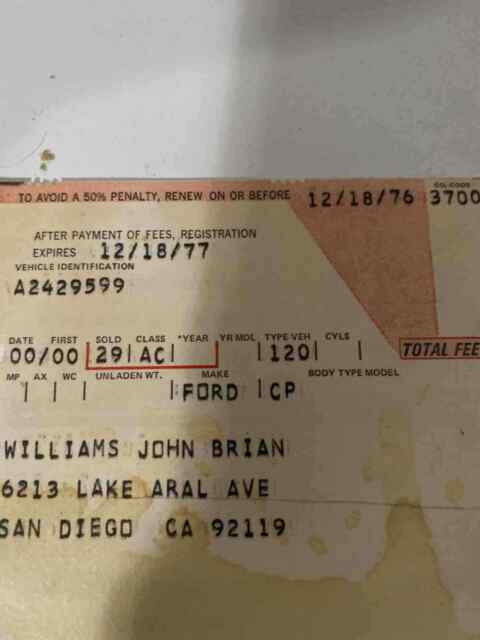 TO AVOID A 50% PENALTY, RENEW ON OR BEFORE 12/18/76 3700
AFTER PAYMENT OF FEES, REGISTRATION
EXPIRES 12/18/77
VEHICLE IDENTIFICATION
A2429599
DATE FIRST SOLD CLASS *YEAR YR MDL TYPE VEH CYLS
00/00 29 AC 120 TOTAL FEE
MP AX WC UNLADEN WT. MAKE BODY TYPE MODEL
FORD CP
WILLIAMS JOHN BRIAN
6213 LAKE ARAL AVE
SAN DIEGO CA 92119